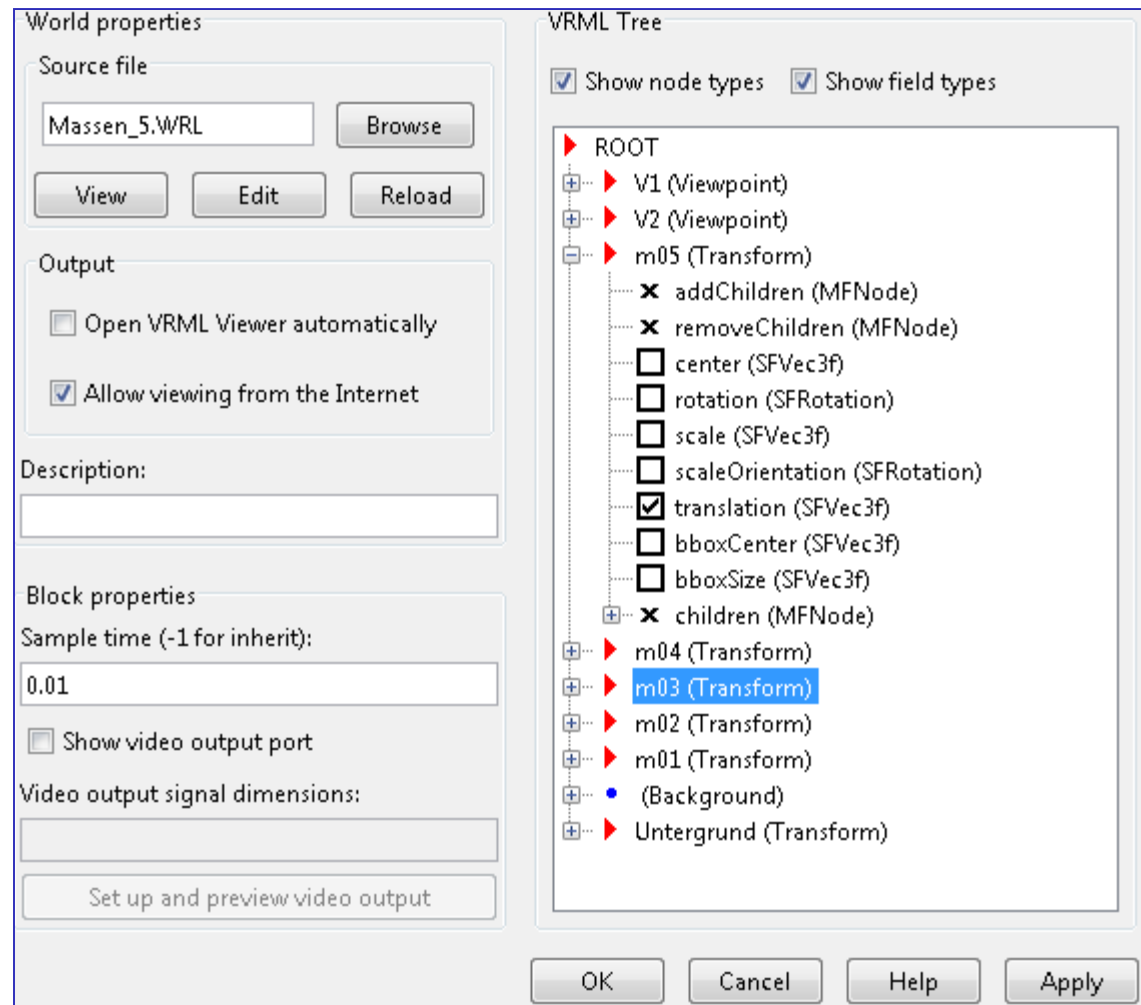 World properties
Source file
Massen_5.WRL
Browse
View
Edit
Reload
Output
Open VRML Viewer automatically
Allow viewing from the Internet
Description:
Block properties
Sample time (-1 for inherit):
0.01
Show video output port
Video output signal dimensions:
Set up and preview video output
VRML Tree
Show node types
Show field types
ROOT
V1 (Viewpoint)
V2 (Viewpoint)
m05 (Transform)
addChildren (MFNode)
removeChildren (MFNode)
center (SFVec3f)
rotation (SFRotation)
scale (SFVec3f)
scaleOrientation (SFRotation)
translation (SFVec3f)
bboxCenter (SFVec3f)
bboxSize (SFVec3f)
children (MFNode)
m04 (Transform)
m03 (Transform)
m02 (Transform)
m01 (Transform)
(Background)
Untergrund (Transform)
OK
Cancel
Help
Apply